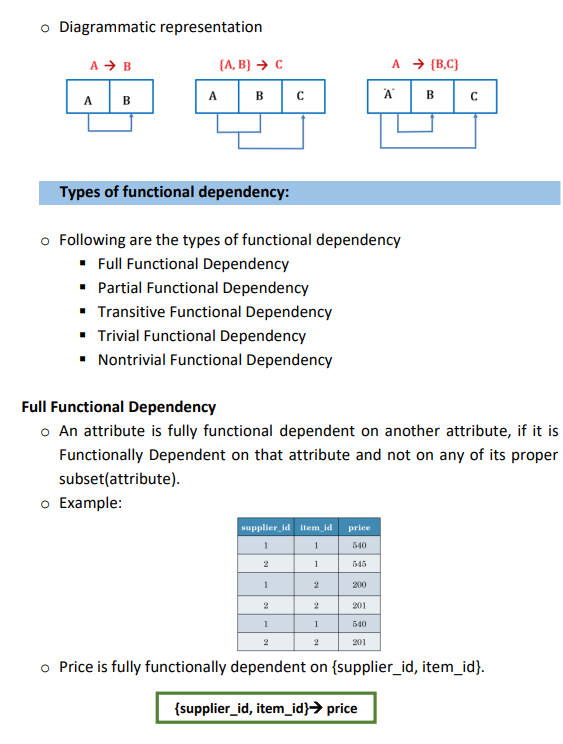 o Diagrammatic representation
A → B {A, B} → C A → {B,C}
A B A B C A B C
Types of functional dependency:
o Following are the types of functional dependency
▪ Full Functional Dependency
▪ Partial Functional Dependency
▪ Transitive Functional Dependency
▪ Trivial Functional Dependency
▪ Nontrivial Functional Dependency
Full Functional Dependency
o An attribute is fully functional dependent on another attribute, if it is
Functionally Dependent on that attribute and not on any of its proper
subset(attribute).
o Example:
supplier_id item_id price
1 1 540
2 1 545
1 2 200
2 2 201
1 1 540
2 2 201
o Price is fully functionally dependent on {supplier_id, item_id}.
{supplier_id, item_id}→ price